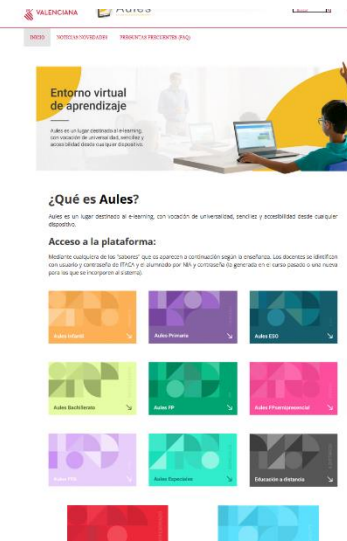 VALENCIANA
Aules
INICIO NOTICIAS/NOVEDADES PREGUNTAS FRECUENTES (FAQ)
Entorno virtual
de aprendizaje
Aules es un lugar destinado al e-learning,
con vocación de universalidad, sencillez y
accesibilidad desde cualquier dispositivo.
¿Qué es Aules?
Aules es un lugar destinado al e-learning, con vocación de universalidad, sencillez y accesibilidad desde cualquier
dispositivo.
Acceso a la plataforma:
Mediante cualquiera de los "sabores" que os aparecen a continuación según la enseñanza. Los docentes se identifican
con usuario y contraseña de ITACA y el alumnado por NIA y contraseña (la generada en el curso pasado o una nueva
para los que se incorporen al sistema).
Aules Infantil
Aules Primaria
Aules ESO
Aules Bachillerato
Aules FP
Aules FPsemipresencial
Aules FPA
Aules Especiales
Educación a distancia